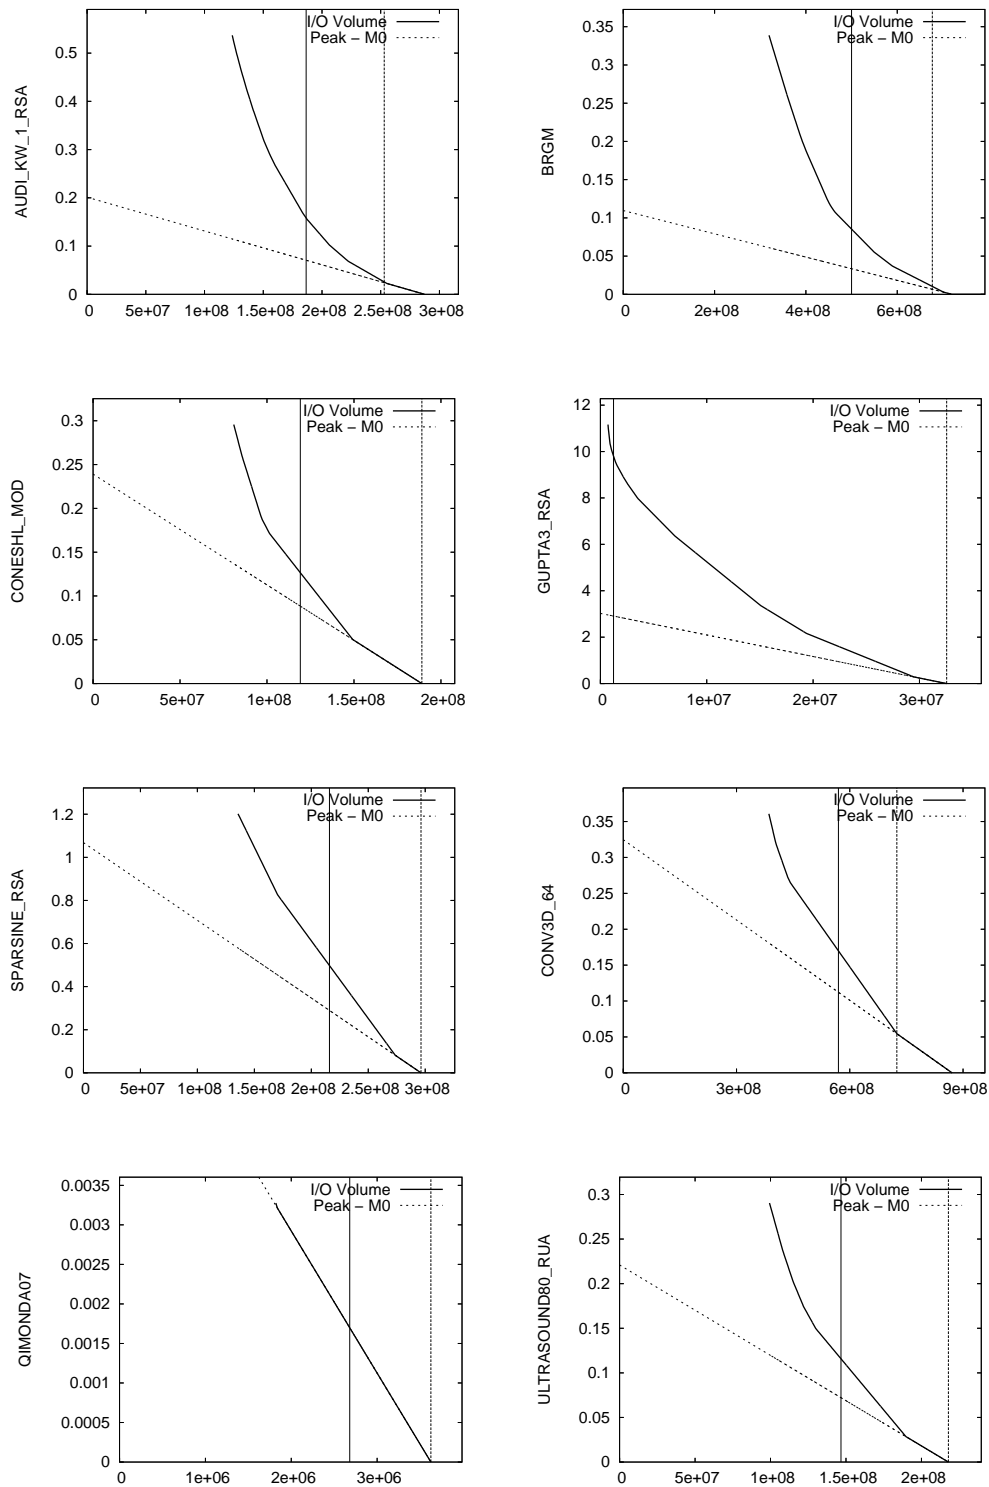 AUDI_KW_1_RSA
I/O Volume
Peak – M0
0.5
0.4
0.3
0.2
0.1
0
0 5e+07 1e+08 1.5e+08 2e+08 2.5e+08 3e+08
BRGM
I/O Volume
Peak – M0
0.35
0.3
0.25
0.2
0.15
0.1
0.05
0
0 2e+08 4e+08 6e+08
CONESHL_MOD
I/O Volume
Peak – M0
0.3
0.25
0.2
0.15
0.1
0.05
0
0 5e+07 1e+08 1.5e+08 2e+08
GUPTA3_RSA
I/O Volume
Peak – M0
12
10
8
6
4
2
0
0 1e+07 2e+07 3e+07
SPARSINE_RSA
I/O Volume
Peak – M0
1.2
1
0.8
0.6
0.4
0.2
0
0 5e+07 1e+08 1.5e+08 2e+08 2.5e+08 3e+08
CONV3D_64
I/O Volume
Peak – M0
0.35
0.3
0.25
0.2
0.15
0.1
0.05
0
0 3e+08 6e+08 9e+08
QIMONDA07
I/O Volume
Peak – M0
0.0035
0.003
0.0025
0.002
0.0015
0.001
0.0005
0
0 1e+06 2e+06 3e+06
ULTRASOUND80_RUA
I/O Volume
Peak – M0
0.3
0.25
0.2
0.15
0.1
0.05
0
0 5e+07 1e+08 1.5e+08 2e+08